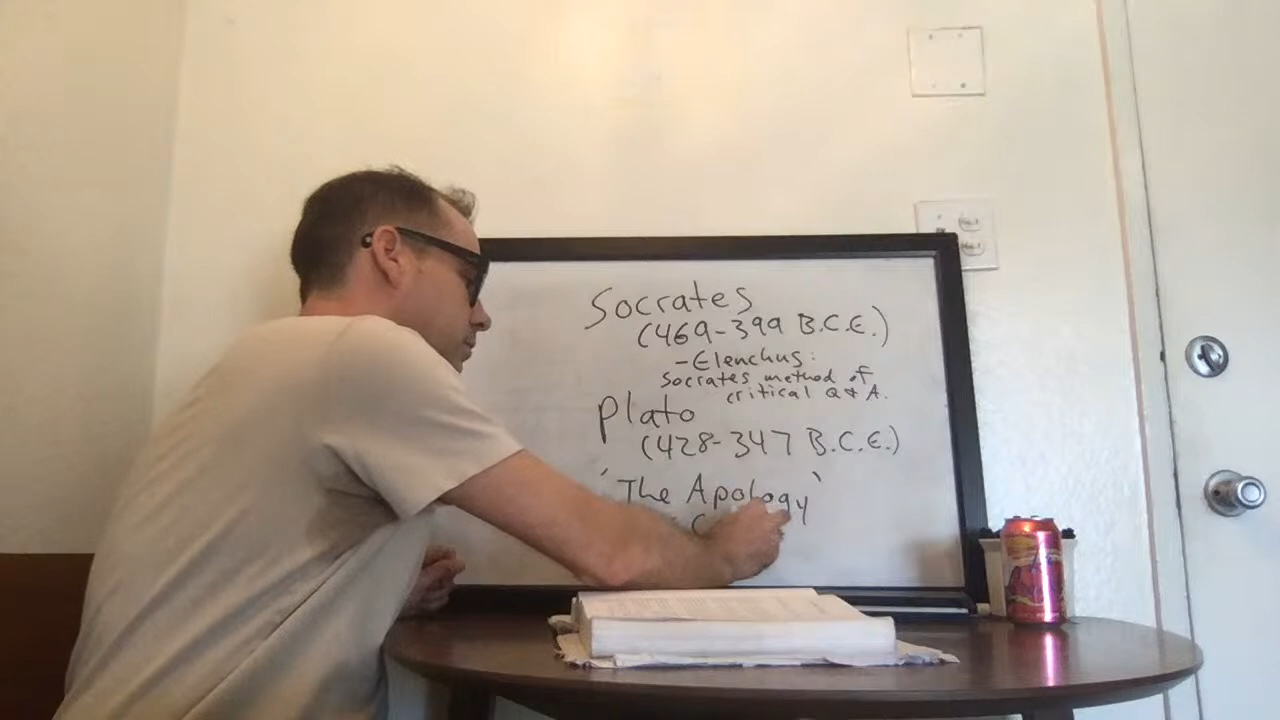 Socrates
(469-399 B.C.E.)
- Elenchus:
Socrates method of
critical Q & A.
Plato
(428-347 B.C.E.)
'The Apology'